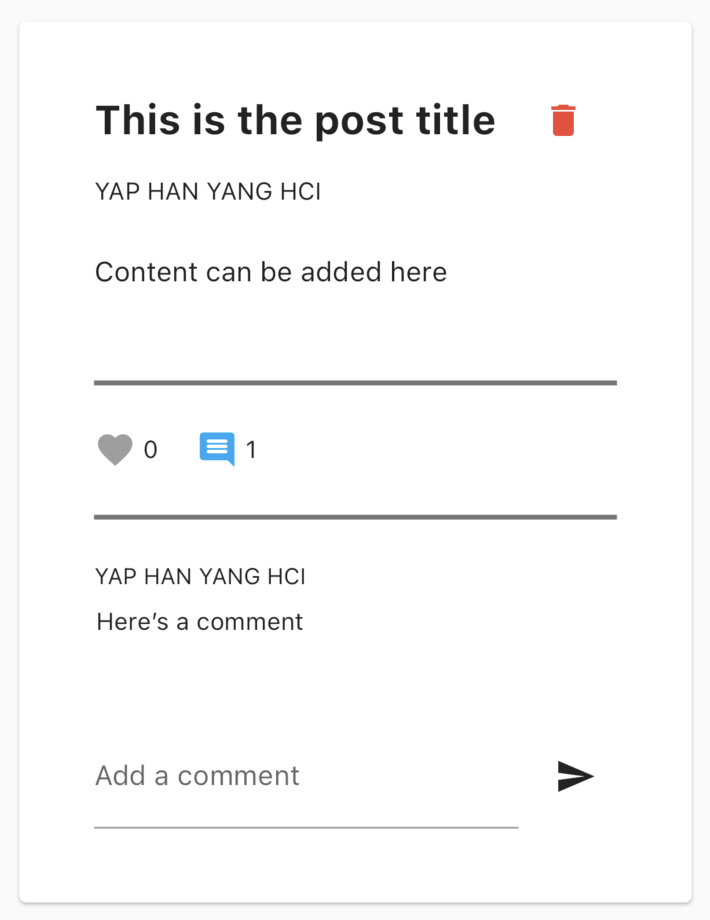 This is the post title
YAP HAN YANG HCI
Content can be added here
0 1
YAP HAN YANG HCI
Here’s a comment
Add a comment